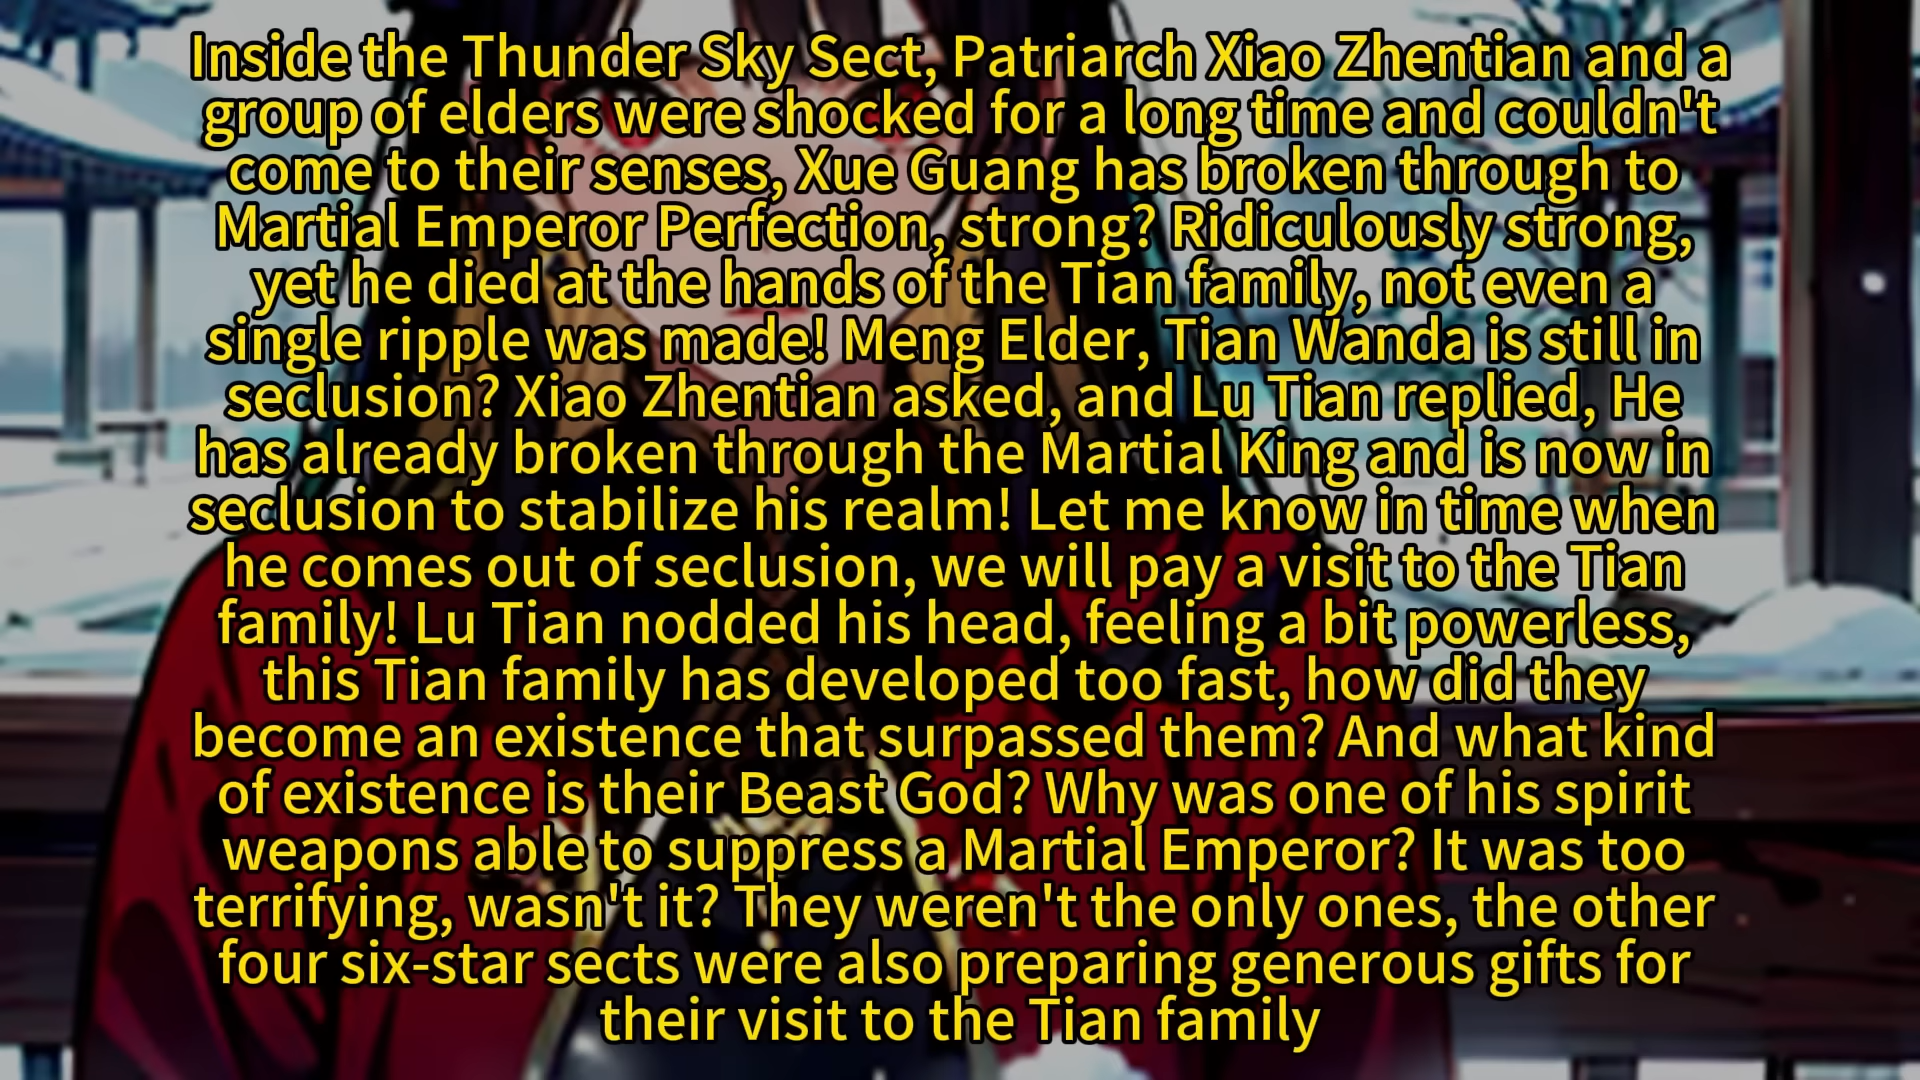 Inside the Thunder Sky Sect, Patriarch Xiao Zhentian and a
group of elders were shocked for a long time and couldn't
come to their senses, Xue Guang has broken through to
Martial Emperor Perfection, strong? Ridiculously strong,
yet he died at the hands of the Tian family, not even a
single ripple was made! Meng Elder, Tian Wanda is still in
seclusion? Xiao Zhentian asked, and Lu Tian replied, He
has already broken through the Martial King and is now in
seclusion to stabilize his realm! Let me know in time when
he comes out of seclusion, we will pay a visit to the Tian
family! Lu Tian nodded his head, feeling a bit powerless,
this Tian family has developed too fast, how did they
become an existence that surpassed them? And what kind
of existence is their Beast God? Why was one of his spirit
weapons able to suppress a Martial Emperor? It was too
terrifying, wasn't it? They weren't the only ones, the other
four six-star sects were also preparing generous gifts for
their visit to the Tian family